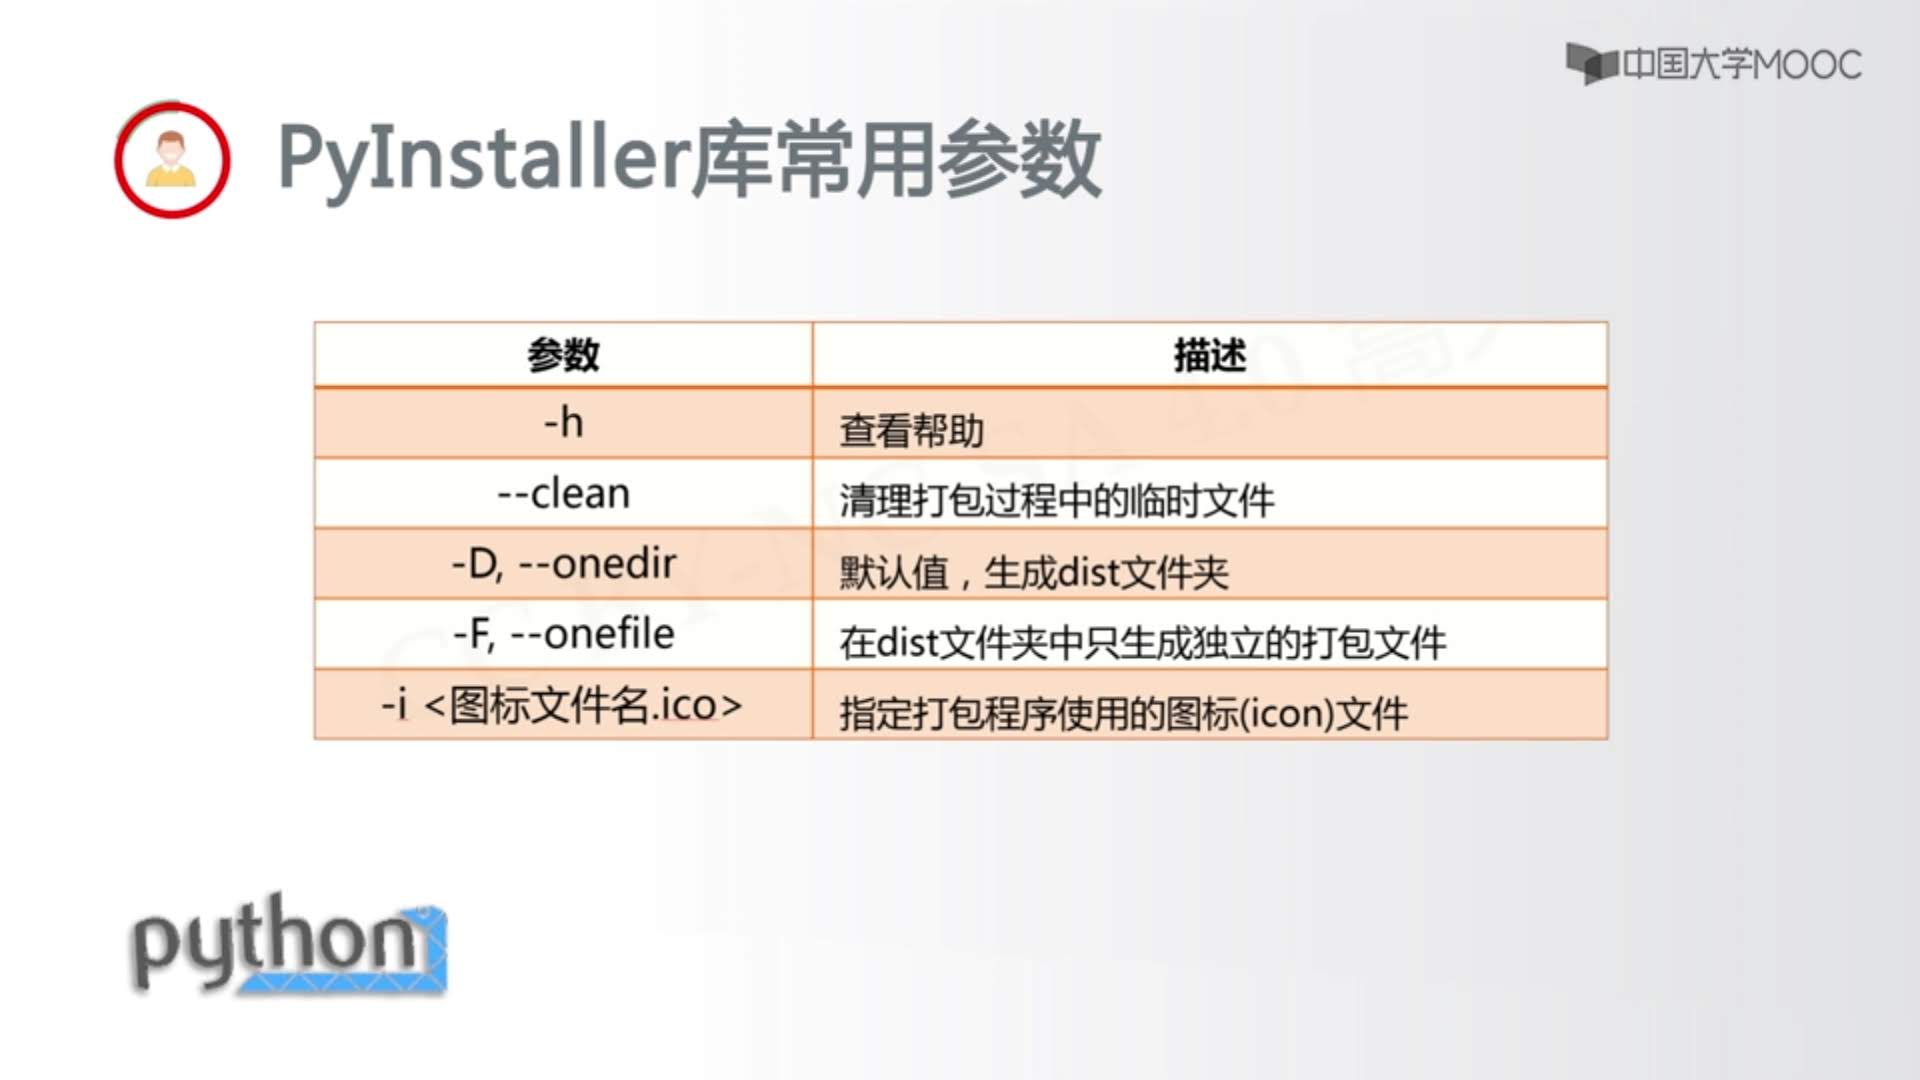 中国大学MOOC
PyInstaller库常用参数
参数 描述
-h 查看帮助
--clean 清理打包过程中的临时文件
-D, --onedir 默认值，生成dist文件夹
-F, --onefile 在dist文件夹中只生成独立的打包文件
-i <图标文件名.ico> 指定打包程序使用的图标(icon)文件
python